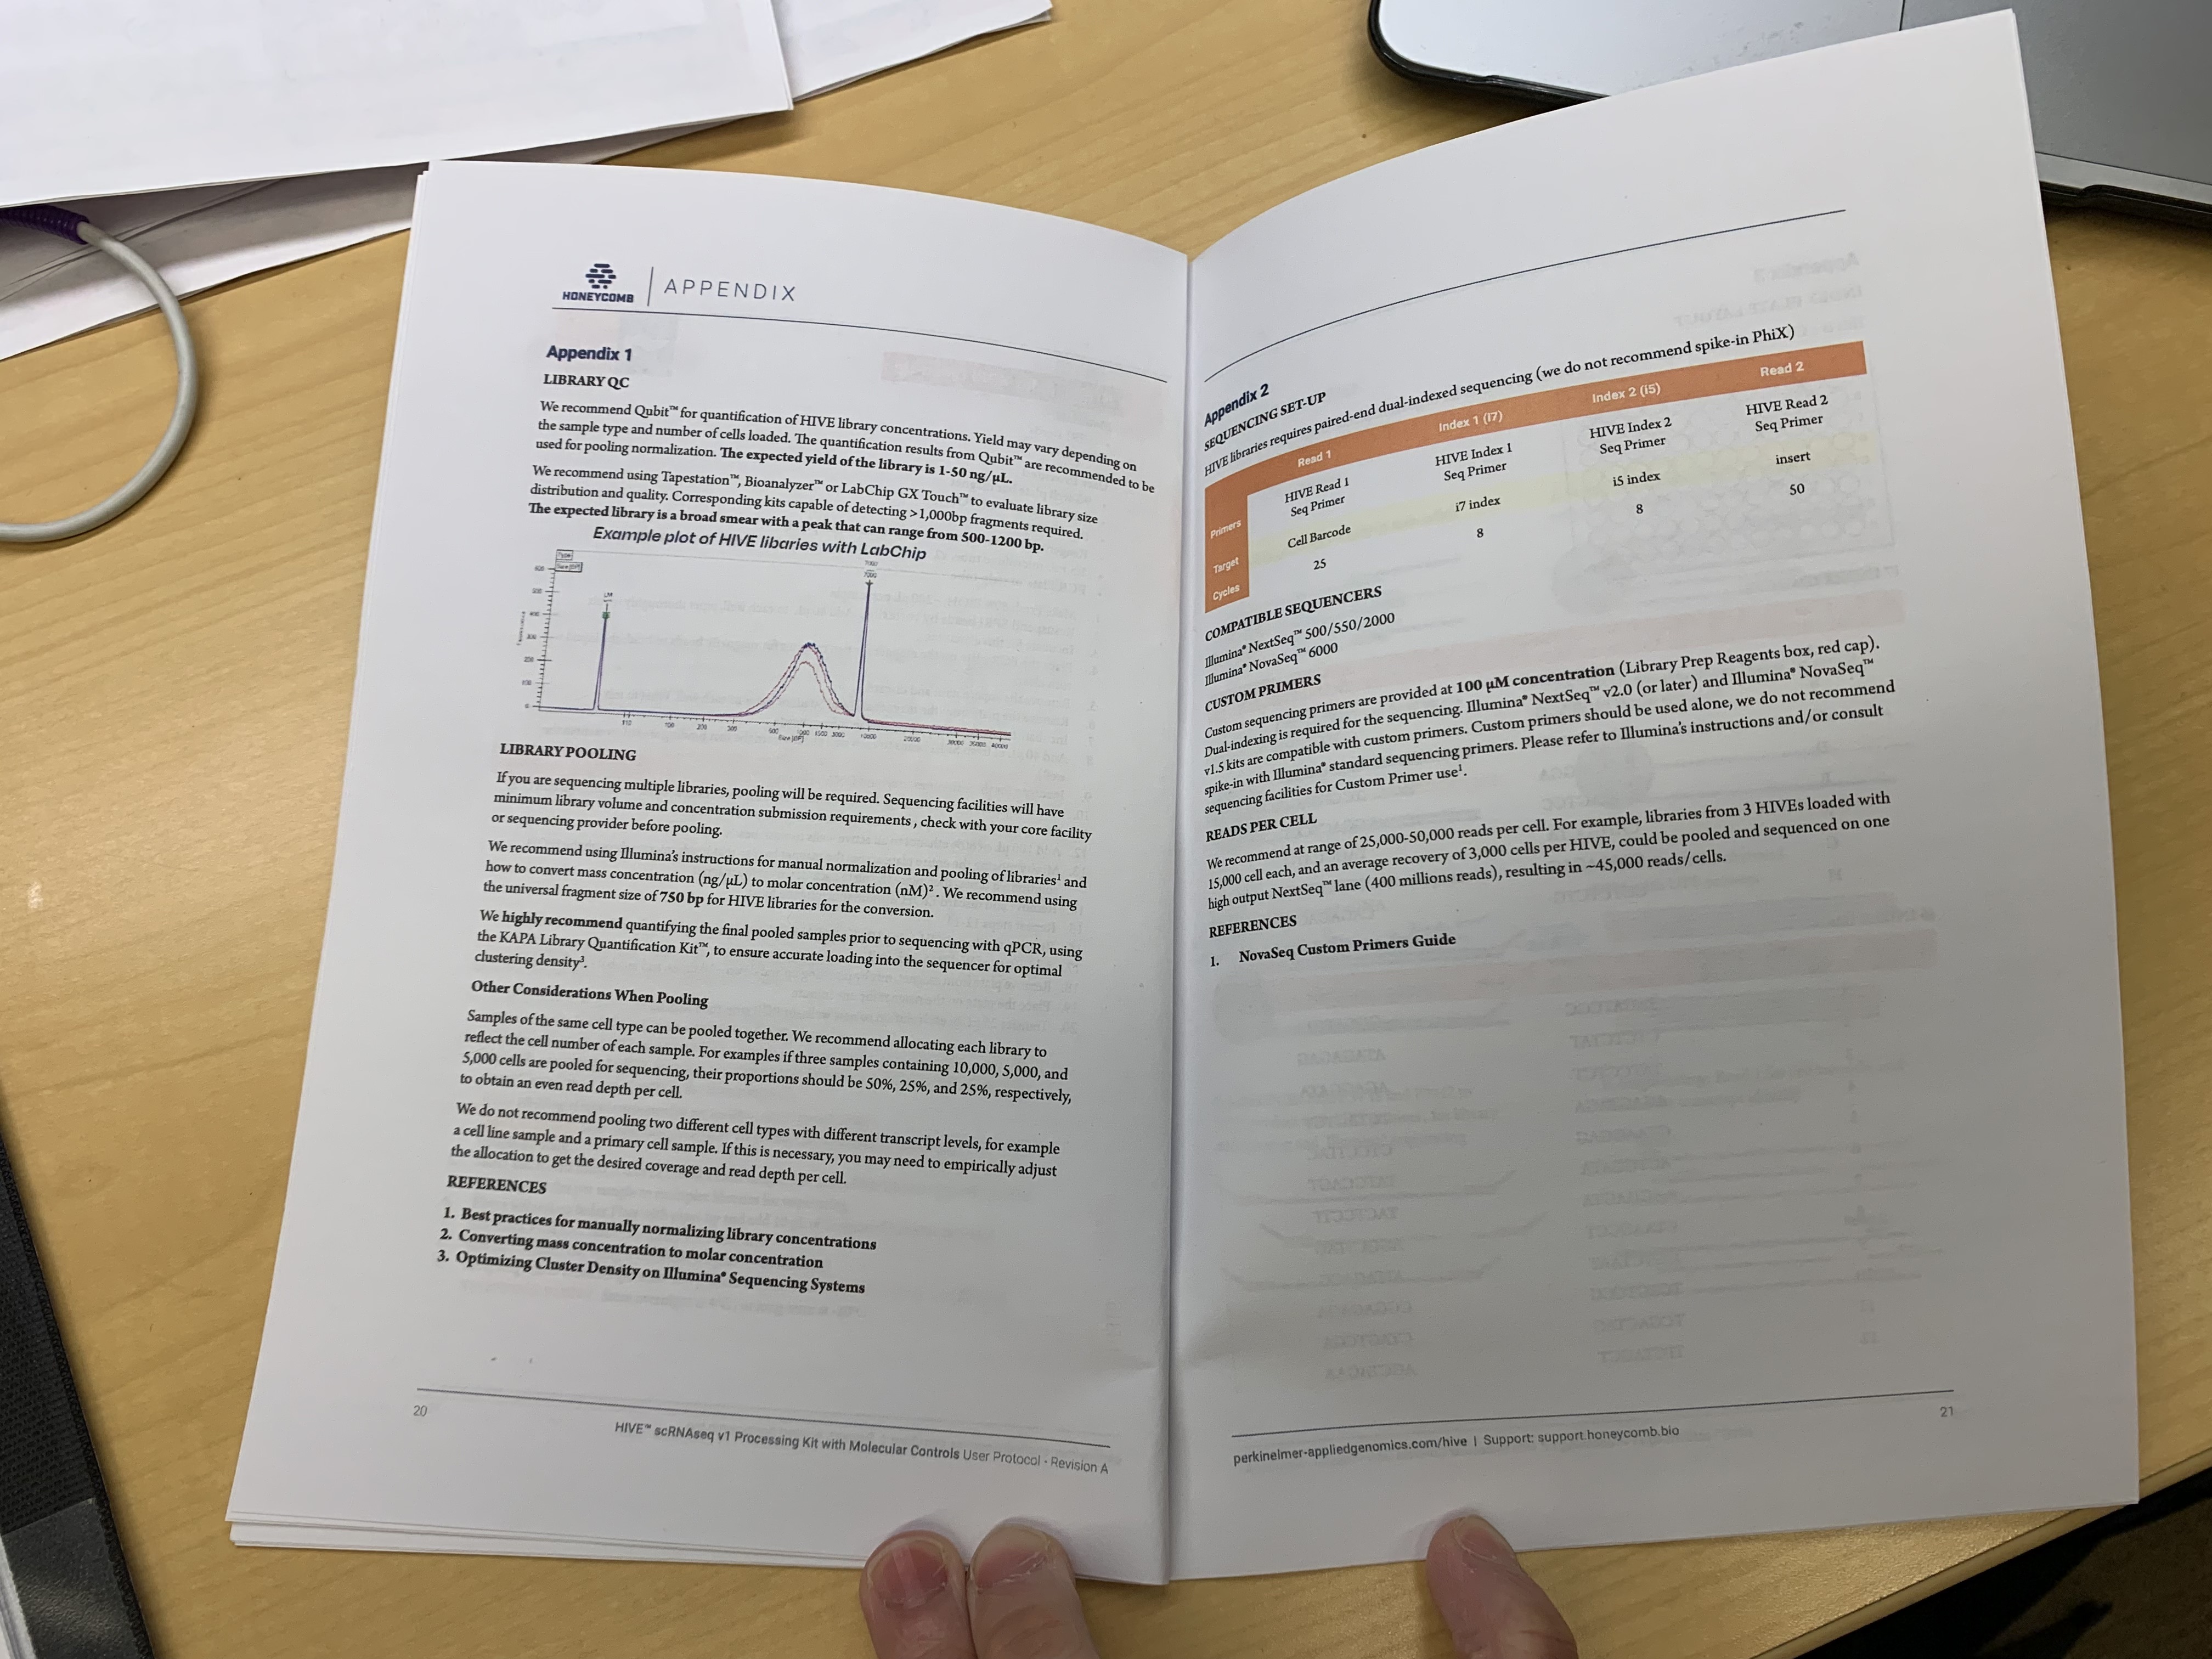 HONEYCOMB
APPENDIX
Appendix 1
LIBRARY QC
We recommend Qubit™ for quantification of HIVE library concentrations. Yield may vary depending on
the sample type and number of cells loaded. The quantification results from Qubit™ are recommended to be
used for pooling normalization. The expected yield of the library is 1-50 ng/µL.
We recommend using Tapestation™, Bioanalyzer™ or LabChip GX Touch™ to evaluate library size
distribution and quality. Corresponding kits capable of detecting >1,000bp fragments required.
The expected library is a broad smear with a peak that can range from 500-1200 bp.
Example plot of HIVE libaries with LabChip
LIBRARY POOLING
If you are sequencing multiple libraries, pooling will be required. Sequencing facilities will have
minimum library volume and concentration submission requirements , check with your core facility
or sequencing provider before pooling.
We recommend using Illumina's instructions for manual normalization and pooling of libraries¹ and
how to convert mass concentration (ng/µL) to molar concentration (nM)² . We recommend using
the universal fragment size of 750 bp for HIVE libraries for the conversion.
We highly recommend quantifying the final pooled samples prior to sequencing with qPCR, using
the KAPA Library Quantification Kit™, to ensure accurate loading into the sequencer for optimal
clustering density³.
Other Considerations When Pooling
Samples of the same cell type can be pooled together. We recommend allocating each library to
reflect the cell number of each sample. For examples if three samples containing 10,000, 5,000, and
5,000 cells are pooled for sequencing, their proportions should be 50%, 25%, and 25%, respectively,
to obtain an even read depth per cell.
We do not recommend pooling two different cell types with different transcript levels, for example
a cell line sample and a primary cell sample. If this is necessary, you may need to empirically adjust
the allocation to get the desired coverage and read depth per cell.
REFERENCES
1. Best practices for manually normalizing library concentrations
2. Converting mass concentration to molar concentration
3. Optimizing Cluster Density on Illumina® Sequencing Systems
20
HIVE™ scRNAseq v1 Processing Kit with Molecular Controls User Protocol • Revision A
Appendix 2
SEQUENCING SET-UP
HIVE libraries requires paired-end dual-indexed sequencing (we do not recommend spike-in PhiX)
Read 1 Index 1 (I7) Index 2 (i5) Read 2
Primers HIVE Read 1 Seq Primer HIVE Index 1 Seq Primer HIVE Index 2 Seq Primer HIVE Read 2 Seq Primer
Target Cell Barcode i7 index i5 index insert
Cycles 25 8 8 50
COMPATIBLE SEQUENCERS
Illumina® NextSeq™ 500/550/2000
Illumina® NovaSeq™ 6000
CUSTOM PRIMERS
Custom sequencing primers are provided at 100 µM concentration (Library Prep Reagents box, red cap).
Dual-indexing is required for the sequencing. Illumina® NextSeq™ v2.0 (or later) and Illumina® NovaSeq™
v1.5 kits are compatible with custom primers. Custom primers should be used alone, we do not recommend
spike-in with Illumina® standard sequencing primers. Please refer to Illumina's instructions and/or consult
sequencing facilities for Custom Primer use¹.
READS PER CELL
We recommend at range of 25,000-50,000 reads per cell. For example, libraries from 3 HIVEs loaded with
15,000 cell each, and an average recovery of 3,000 cells per HIVE, could be pooled and sequenced on one
high output NextSeq™ lane (400 millions reads), resulting in ~45,000 reads/cells.
REFERENCES
1. NovaSeq Custom Primers Guide
perkinelmer-appliedgenomics.com/hive | Support: support.honeycomb.bio
21